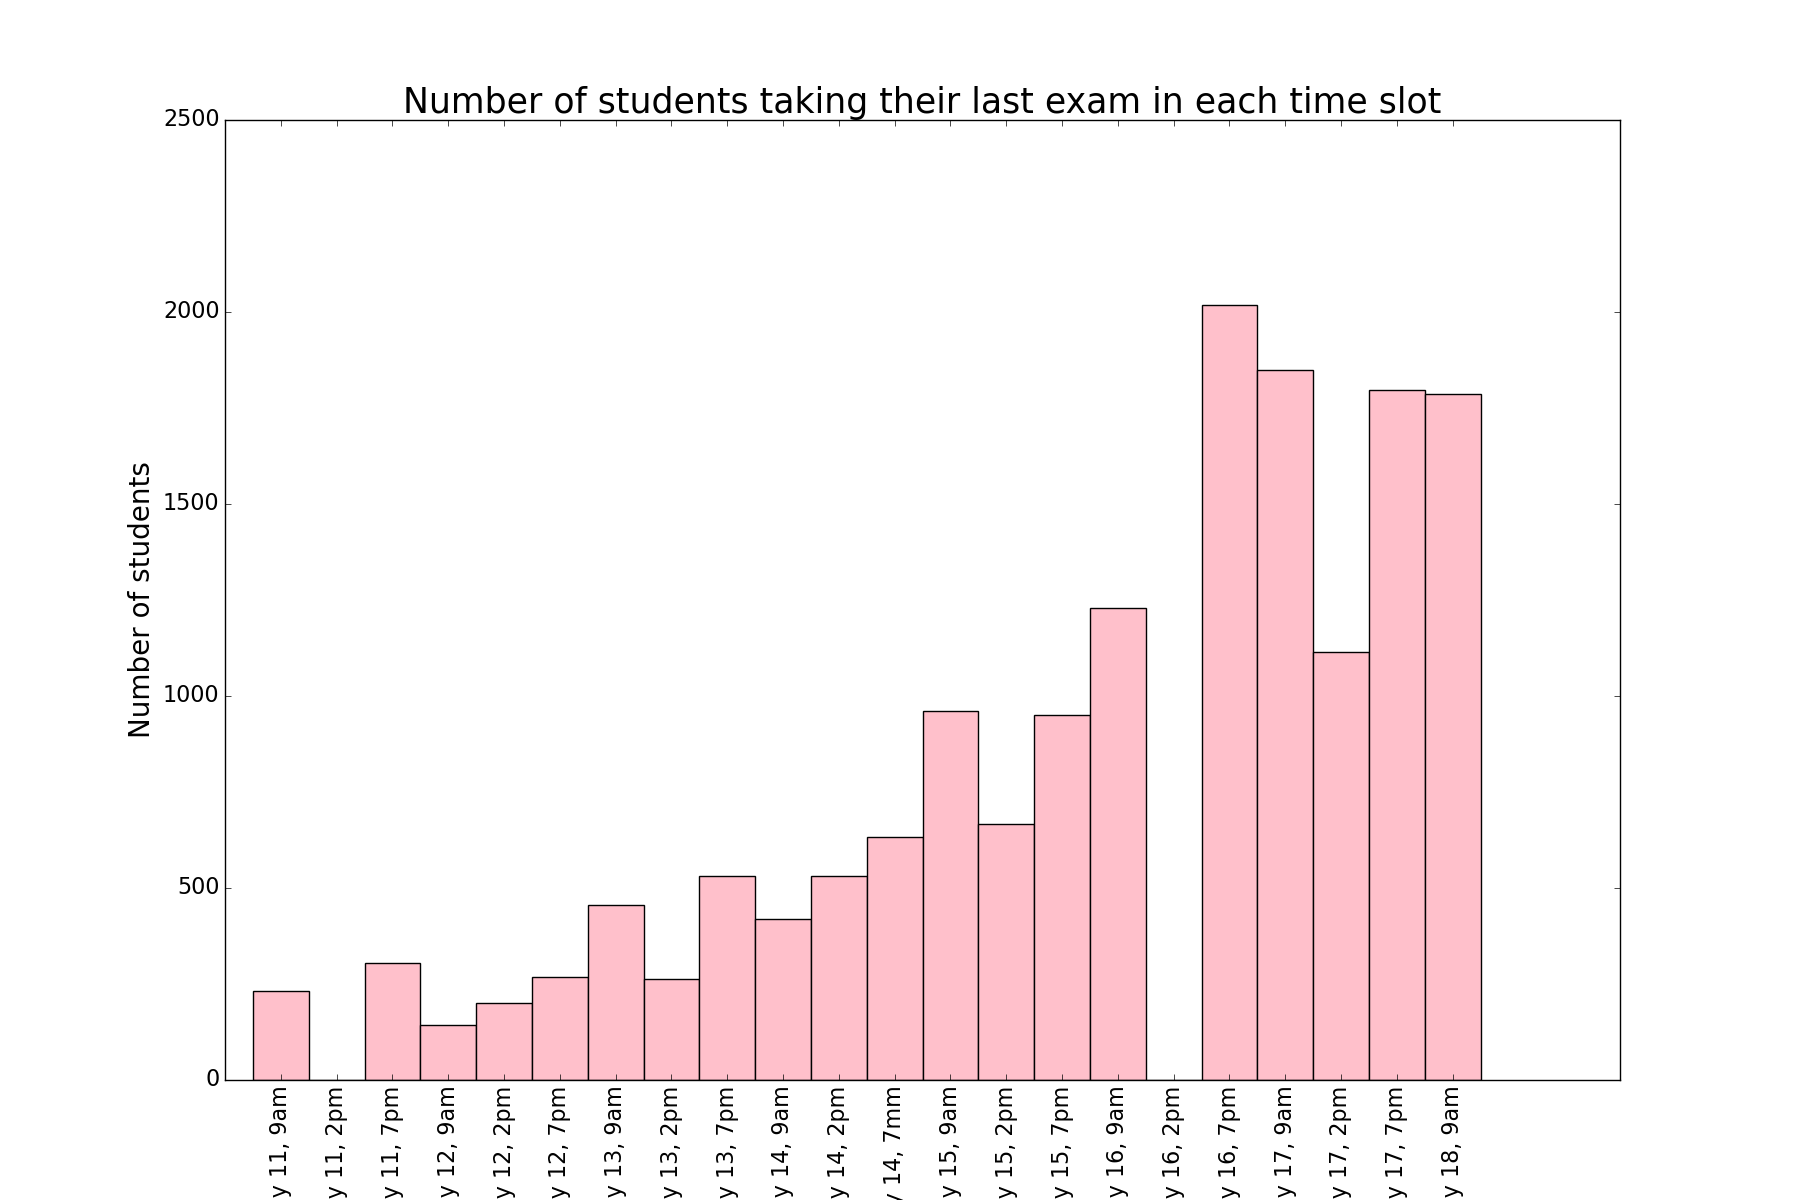 Number of students taking their last exam in each time slot
Number of students
2500
2000
1500
1000
500
0
y 11, 9am
y 11, 2pm
y 11, 7pm
y 12, 9am
y 12, 2pm
y 12, 7pm
y 13, 9am
y 13, 2pm
y 13, 7pm
y 14, 9am
y 14, 2pm
y 14, 7mm
y 15, 9am
y 15, 2pm
y 15, 7pm
y 16, 9am
y 16, 2pm
y 16, 7pm
y 17, 9am
y 17, 2pm
y 17, 7pm
y 18, 9am